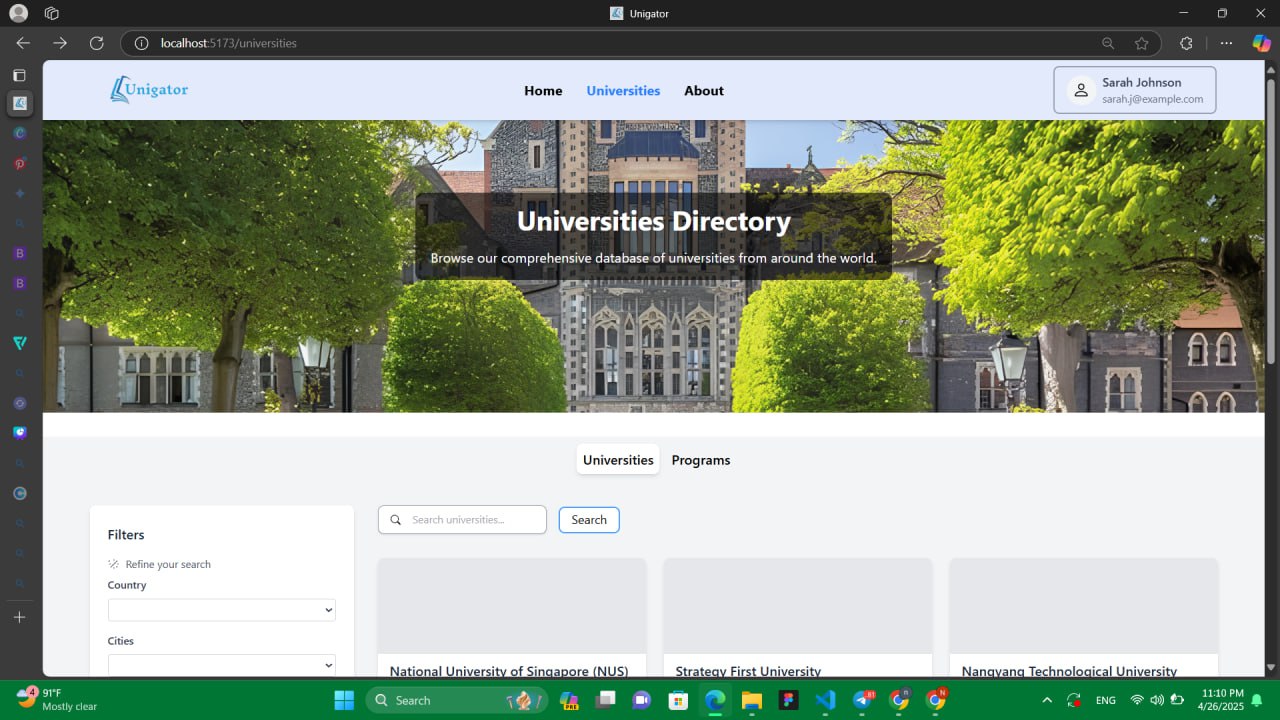 Unigator
localhost:5173/universities
Unigator
Home
Universities
About
Sarah Johnson
sarah.j@example.com
Universities Directory
Browse our comprehensive database of universities from around the world.
Universities
Programs
Filters
Refine your search
Country
Cities
Search universities...
Search
National University of Singapore (NUS)
Strategy First University
Nanyang Technological University
4
91°F
Mostly clear
Search
PRE
81
ENG
11:10 PM
4/26/2025